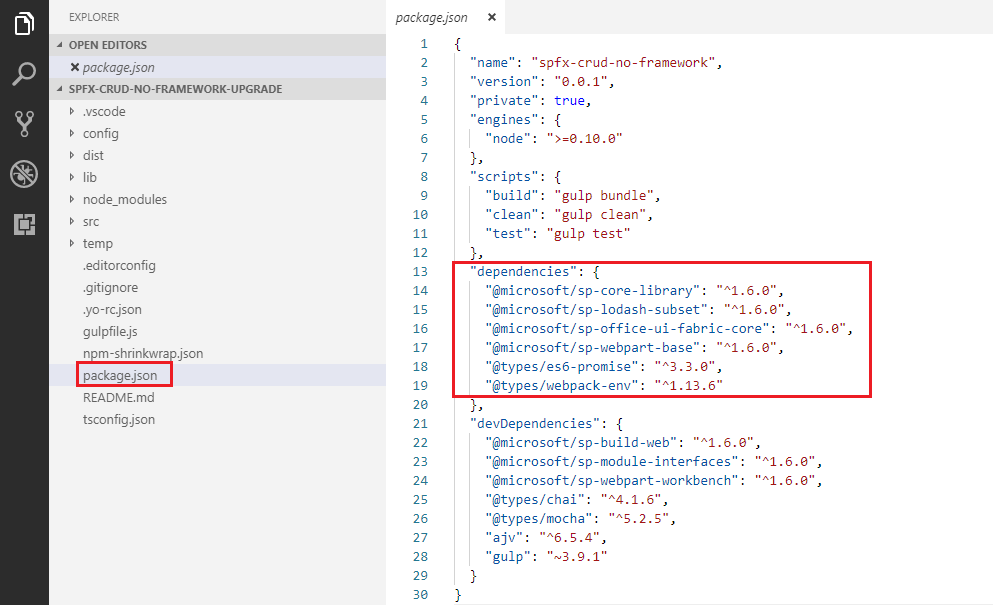 EXPLORER
OPEN EDITORS
package.json
SPFX-CRUD-NO-FRAMEWORK-UPGRADE
.vscode
config
dist
lib
node_modules
src
temp
.editorconfig
.gitignore
.yo-rc.json
gulpfile.js
npm-shrinkwrap.json
package.json
README.md
tsconfig.json
package.json
1 {
2 "name": "spfx-crud-no-framework",
3 "version": "0.0.1",
4 "private": true,
5 "engines": {
6 "node": ">=0.10.0"
7 },
8 "scripts": {
9 "build": "gulp bundle",
10 "clean": "gulp clean",
11 "test": "gulp test"
12 },
13 "dependencies": {
14 "@microsoft/sp-core-library": "^1.6.0",
15 "@microsoft/sp-lodash-subset": "^1.6.0",
16 "@microsoft/sp-office-ui-fabric-core": "^1.6.0",
17 "@microsoft/sp-webpart-base": "^1.6.0",
18 "@types/es6-promise": "^3.3.0",
19 "@types/webpack-env": "^1.13.6"
20 },
21 "devDependencies": {
22 "@microsoft/sp-build-web": "^1.6.0",
23 "@microsoft/sp-module-interfaces": "^1.6.0",
24 "@microsoft/sp-webpart-workbench": "^1.6.0",
25 "@types/chai": "^4.1.6",
26 "@types/mocha": "^5.2.5",
27 "ajv": "^6.5.4",
28 "gulp": "~3.9.1"
29 }
30 }